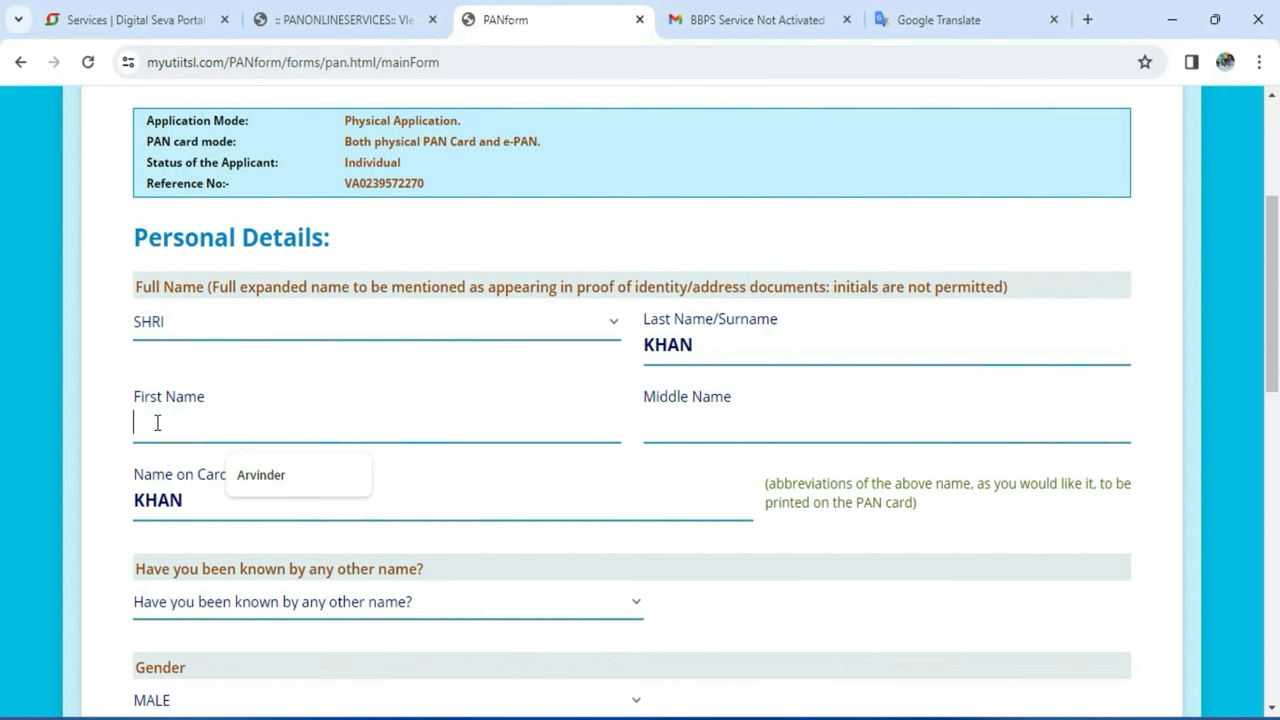 Services | Digital Seva Portal
:: PANONLINESERVICES:: Vie
PANform
BBPS Service Not Activated
Google Translate
myutiitsl.com/PANform/forms/pan.html/mainForm
Application Mode: Physical Application.
PAN card mode: Both physical PAN Card and e-PAN.
Status of the Applicant: Individual
Reference No:- VA0239572270
Personal Details:
Full Name (Full expanded name to be mentioned as appearing in proof of identity/address documents: initials are not permitted)
SHRI
Last Name/Surname
KHAN
First Name
Middle Name
Arvinder
Name on Card
KHAN
(abbreviations of the above name, as you would like it, to be
printed on the PAN card)
Have you been known by any other name?
Have you been known by any other name?
Gender
MALE